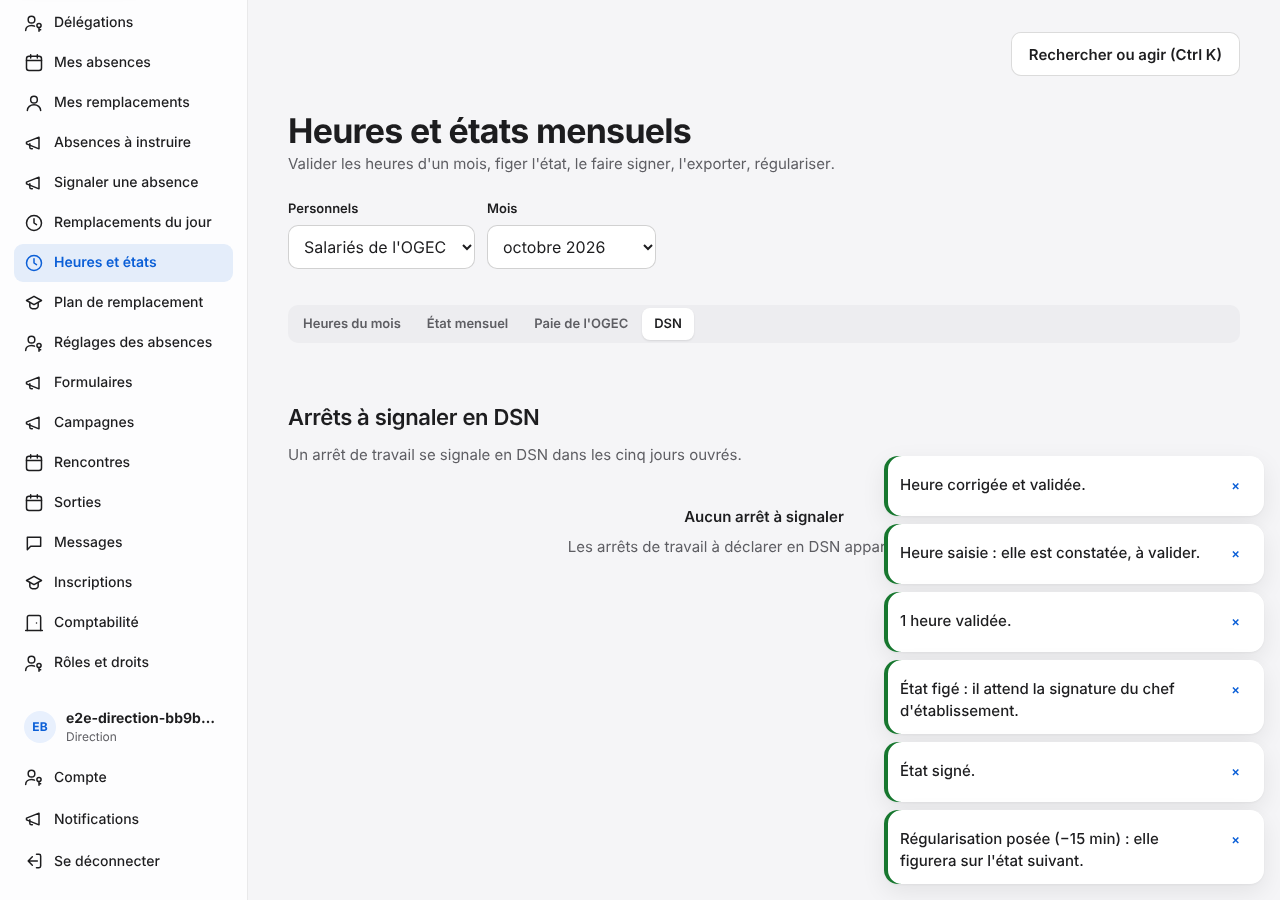 Délégations
Mes absences
Mes remplacements
Absences à instruire
Signaler une absence
Remplacements du jour
Heures et états
Plan de remplacement
Réglages des absences
Formulaires
Campagnes
Rencontres
Sorties
Messages
Inscriptions
Comptabilité
Rôles et droits
EB
e2e-direction-bb9b...
Direction
Compte
Notifications
Se déconnecter
Rechercher ou agir (Ctrl K)
Heures et états mensuels
Valider les heures d'un mois, figer l'état, le faire signer, l'exporter, régulariser.
Personnels Mois
Salariés de l'OGEC octobre 2026
Heures du mois État mensuel Paie de l'OGEC DSN
Arrêts à signaler en DSN
Un arrêt de travail se signale en DSN dans les cinq jours ouvrés.
Aucun arrêt à signaler
Les arrêts de travail à déclarer en DSN appar
Heure corrigée et validée. ×
Heure saisie : elle est constatée, à valider. ×
1 heure validée. ×
État figé : il attend la signature du chef ×
d'établissement.
État signé. ×
Régularisation posée (−15 min) : elle ×
figurera sur l'état suivant.